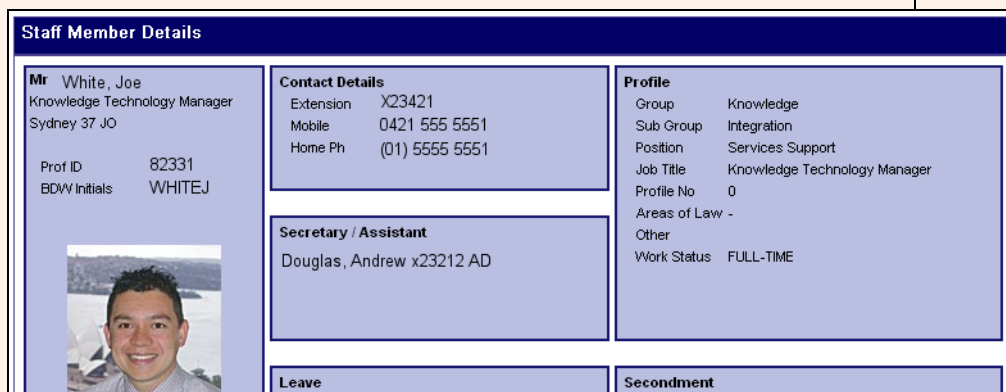 Staff Member Details
Mr White, Joe
Knowledge Technology Manager
Sydney 37 JO
Prof ID 82331
BDW Initials WHITEJ
Contact Details
Extension X23421
Mobile 0421 555 5551
Home Ph (01) 5555 5551
Secretary / Assistant
Douglas, Andrew x23212 AD
Profile
Group Knowledge
Sub Group Integration
Position Services Support
Job Title Knowledge Technology Manager
Profile No 0
Areas of Law -
Other
Work Status FULL-TIME
Leave
Secondment